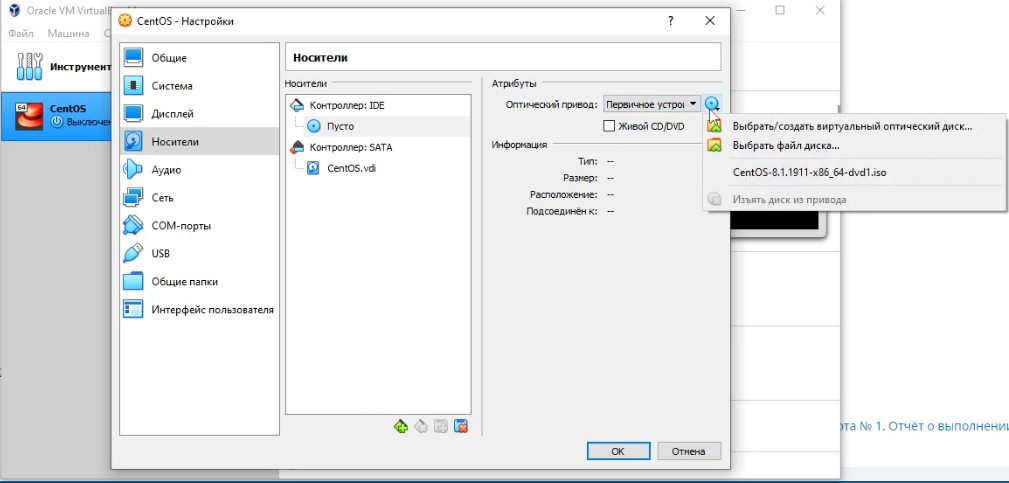 Oracle VM VirtualB
Файл Машина С
Инструмент
64
CentOS
Выключен
CentOS - Настройки
?
Общие
Система
Дисплей
Носители
Аудио
Сеть
COM-порты
USB
Общие папки
Интерфейс пользователя
Носители
Носители
Контроллер: IDE
Пусто
Контроллер: SATA
CentOS.vdi
Атрибуты
Оптический привод: Первичное устрої
Живой CD/DVD
Информация
Тип: --
Размер: --
Расположение: --
Подсоединён к: --
Выбрать/создать виртуальный оптический диск...
Выбрать файл диска...
CentOS-8.1.1911-x86_64-dvd1.iso
Изъять диск из привода
OK
Отмена
ота № 1. Отчёт о выполнении